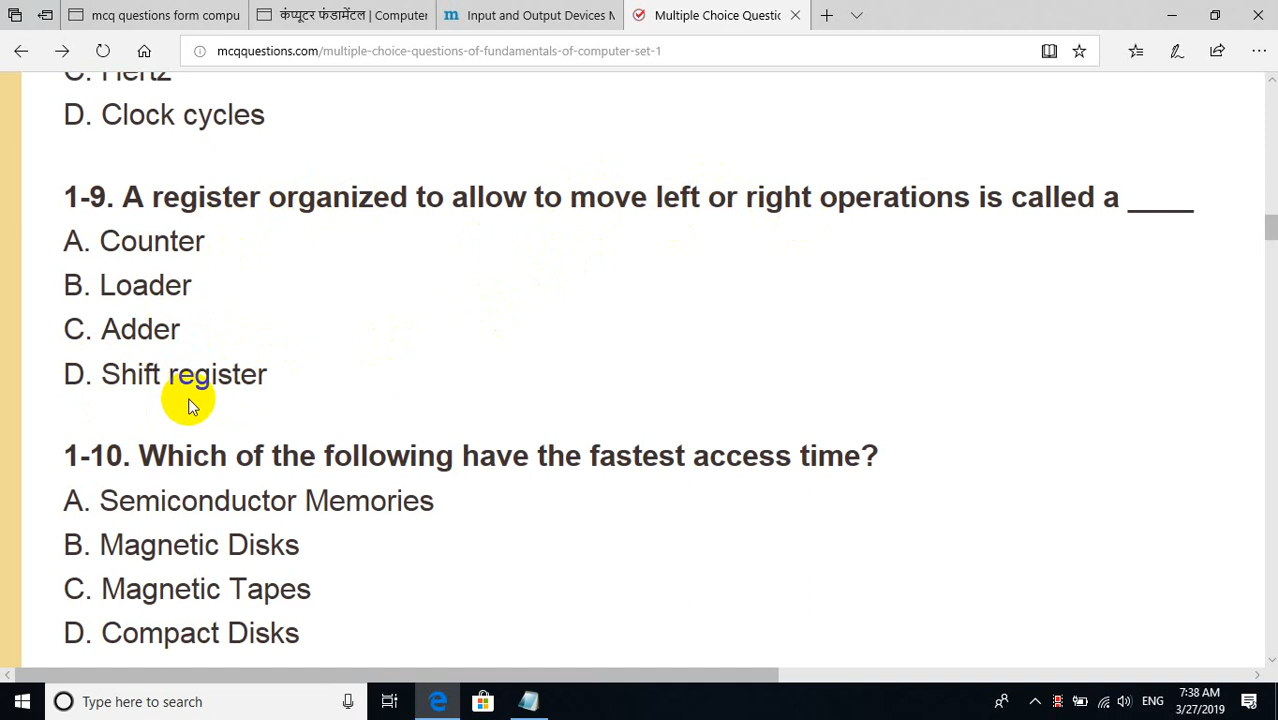 mcq questions form compu
कंप्यूटर फंडामेंटल | Computer
Input and Output Devices M
Multiple Choice Questic
mcqquestions.com/multiple-choice-questions-of-fundamentals-of-computer-set-1
C. Hertz
D. Clock cycles
1-9. A register organized to allow to move left or right operations is called a ____
A. Counter
B. Loader
C. Adder
D. Shift register
1-10. Which of the following have the fastest access time?
A. Semiconductor Memories
B. Magnetic Disks
C. Magnetic Tapes
D. Compact Disks
Type here to search
ENG
7:38 AM
3/27/2019